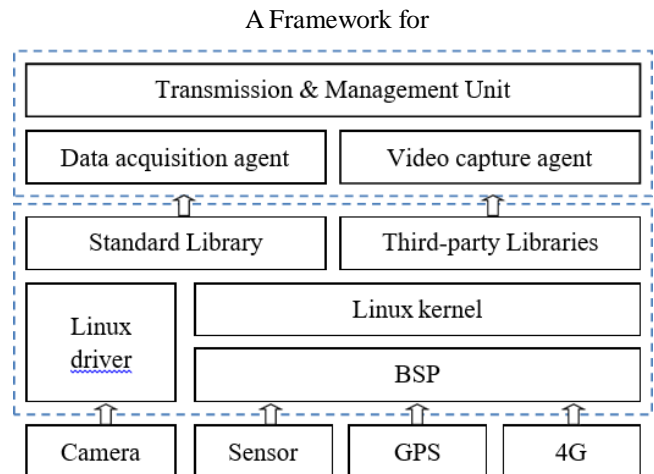 A Framework for
Transmission & Management Unit
Data acquisition agent
Video capture agent
Standard Library
Third-party Libraries
Linux
driver
Linux kernel
BSP
Camera
Sensor
GPS
4G